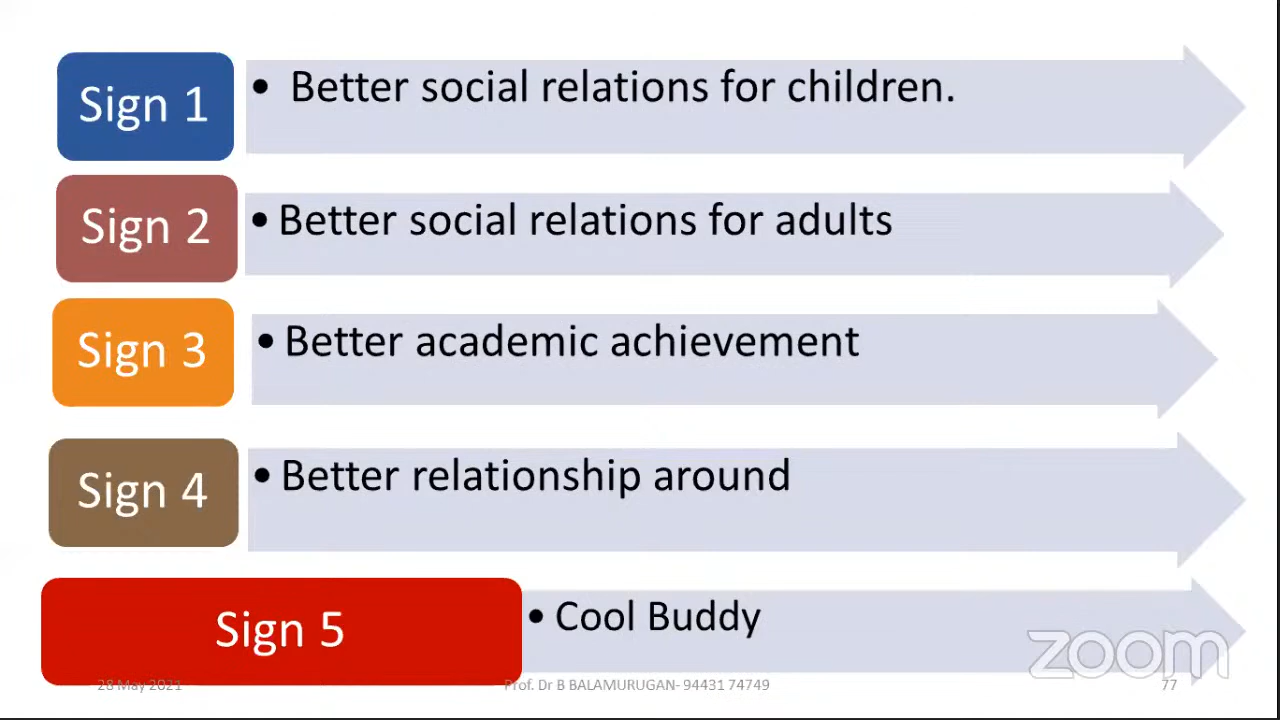 Sign 1
• Better social relations for children.
Sign 2
• Better social relations for adults
Sign 3
• Better academic achievement
Sign 4
• Better relationship around
Sign 5
• Cool Buddy
zoom
28 May 2021
Prof. Dr B BALAMURUGAN- 94431 74749
77